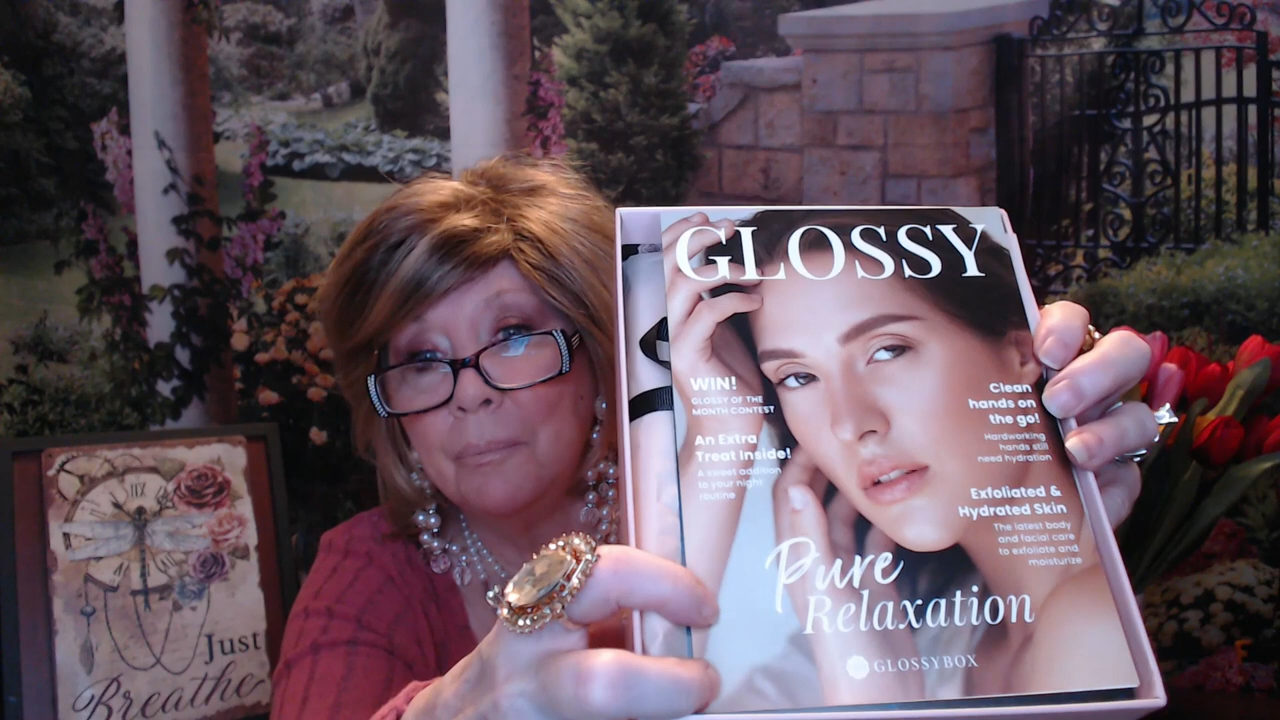 GLOSSY
WIN!
GLOSSY OF THE
MONTH CONTEST
An Extra
Treat Inside!
A sweet addition
to your night
routine
Clean
hands on
the go!
Hardworking
hands still
need hydration
Exfoliated &
Hydrated Skin
The latest body
and facial care
to exfoliate and
moisturize
Pure
Relaxation
GLOSSYBOX
Just
Breathe